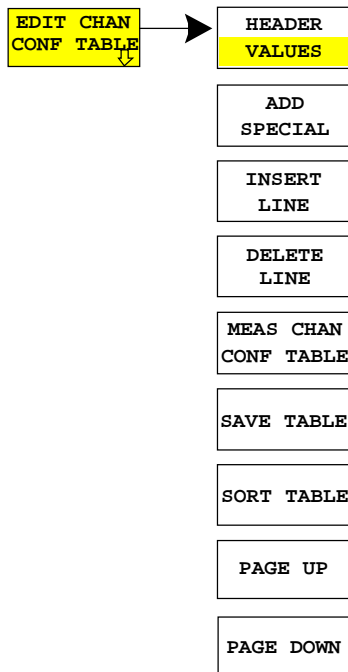 EDIT CHAN
CONF TABLE
HEADER
VALUES
ADD
SPECIAL
INSERT
LINE
DELETE
LINE
MEAS CHAN
CONF TABLE
SAVE TABLE
SORT TABLE
PAGE UP
PAGE DOWN